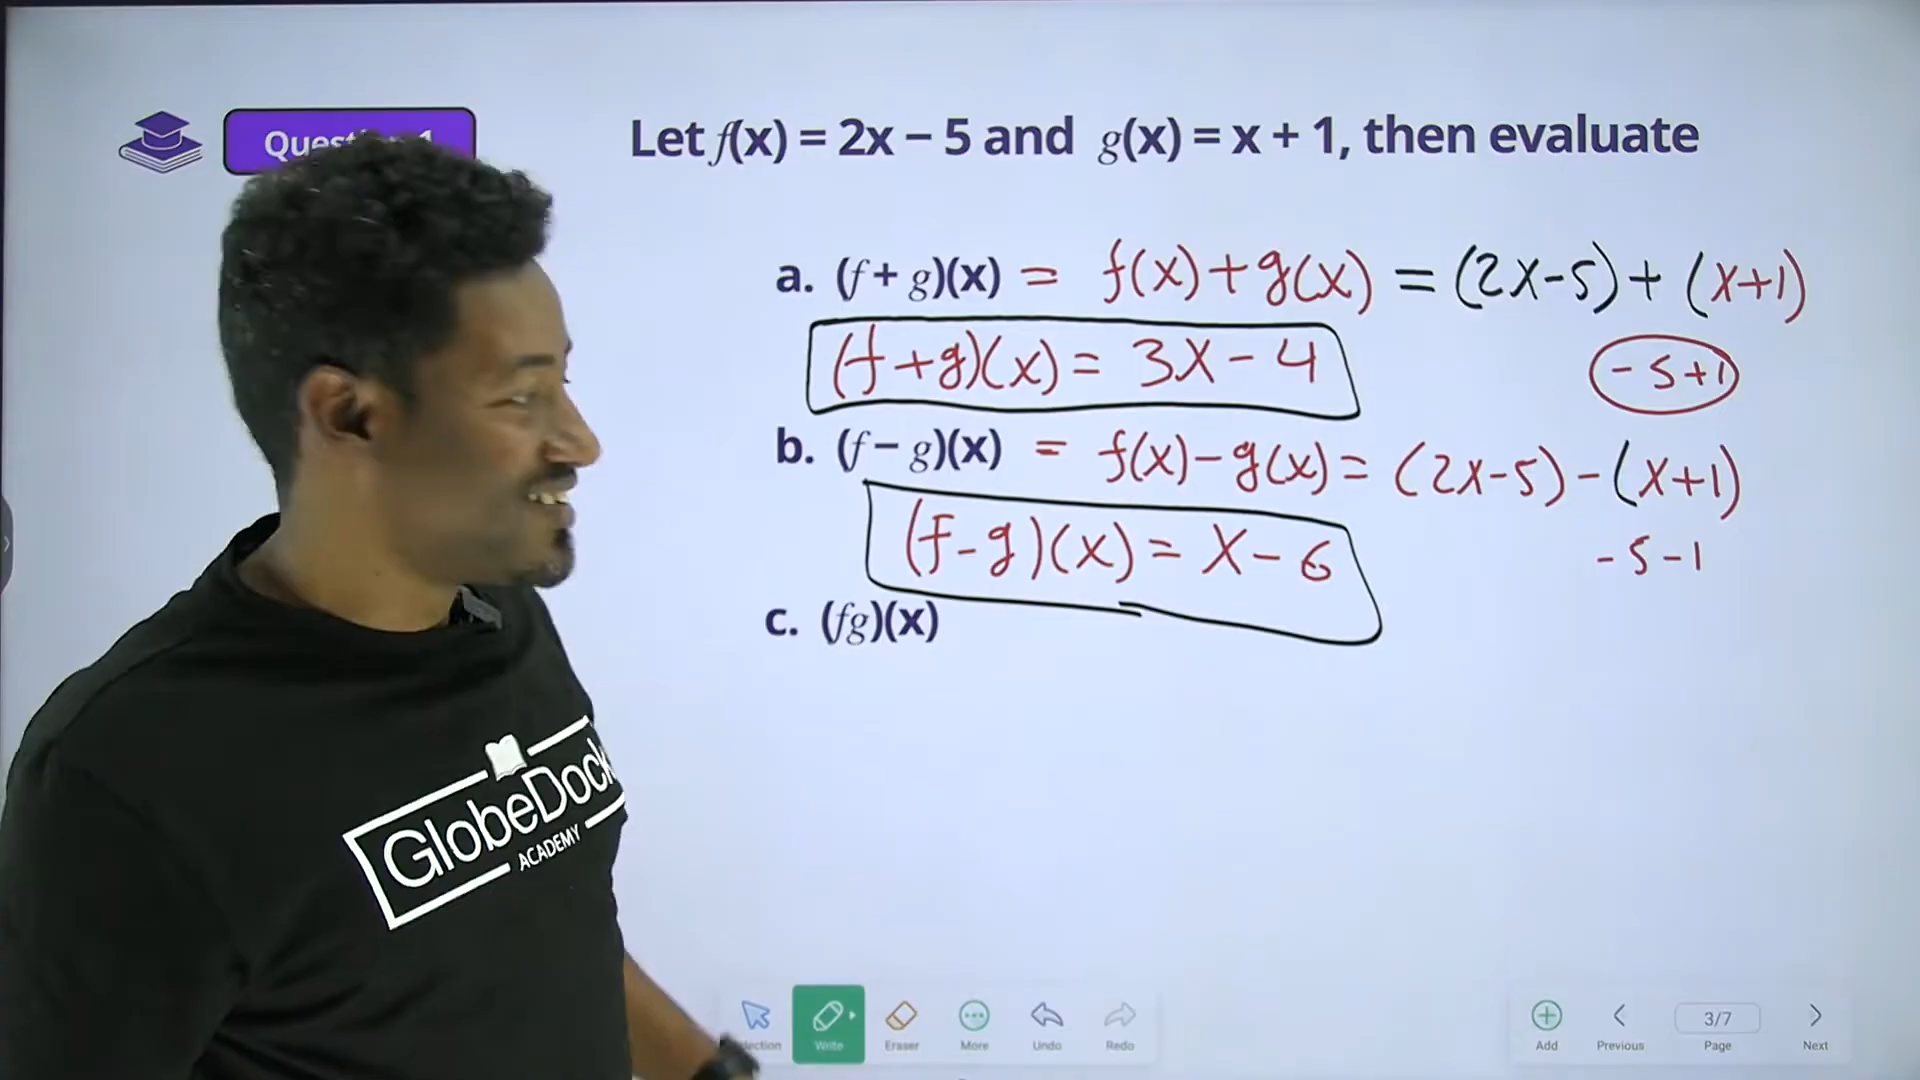 Let f(x) = 2x − 5 and g(x) = x + 1, then evaluate
a. (f + g)(x) = f(x)+g(x) = (2x-5)+ (x+1)
(f+g)(x) = 3x - 4
-5+1
b. (f − g)(x) = f(x)-g(x) = (2x-5)-(x+1)
(f-g)(x) = x - 6
-5-1
c. (fg)(x)
GlobeDock
ACADEMY
Write
Eraser
More
Undo
Redo
Add
Previous
3/7
Page
Next